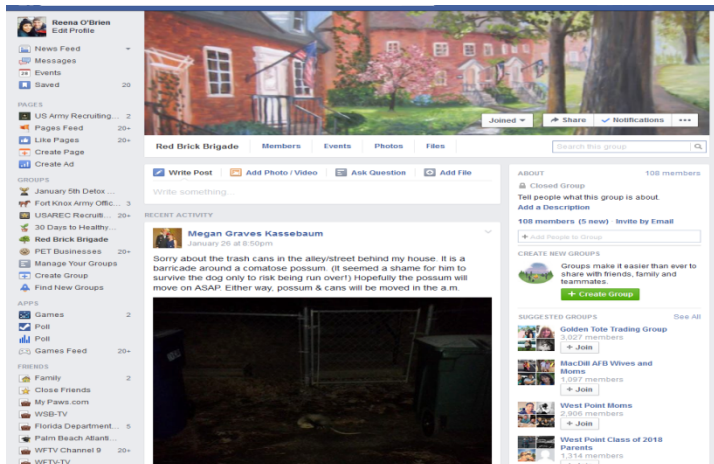 Reena O'Brien
Edit Profile
News Feed
Messages
Events
Saved 20
PAGES
US Army Recruiting... 2
Pages Feed 20+
Like Pages 20+
Create Page
Create Ad
GROUPS
January 5th Detox ...
Fort Knox Army Offic... 3
USAREC Recruiti... 20+
30 Days to Healthy...
Red Brick Brigade
PET Businesses 20+
Manage Your Groups
Create Group
Find New Groups
APPS
Games 2
Poll
Poll
Games Feed 20+
FRIENDS
Family 2
Close Friends
My Paws.com
WSB-TV
Florida Department... 5
Palm Beach Atlanti...
WFTV Channel 9 20+
WFTV-TV
Joined
Share
Notifications
Red Brick Brigade Members Events Photos Files
Search this group
Write Post Add Photo / Video Ask Question Add File
Write something...
RECENT ACTIVITY
Megan Graves Kassebaum
January 26 at 8:50pm
Sorry about the trash cans in the alley/street behind my house. It is a
barricade around a comatose possum. (It seemed a shame for him to
survive the dog only to risk being run over!) Hopefully the possum will
move on ASAP. Either way, possum & cans will be moved in the a.m.
ABOUT 108 members
Closed Group
Tell people what this group is about.
Add a Description
108 members (5 new) · Invite by Email
+ Add People to Group
CREATE NEW GROUPS
Groups make it easier than ever to
share with friends, family and
teammates.
+ Create Group
SUGGESTED GROUPS See All
Golden Tote Trading Group
3,027 members
+ Join
MacDill AFB Wives and
Moms
1,097 members
+ Join
West Point Moms
2,906 members
+ Join
West Point Class of 2018
Parents
1,314 members